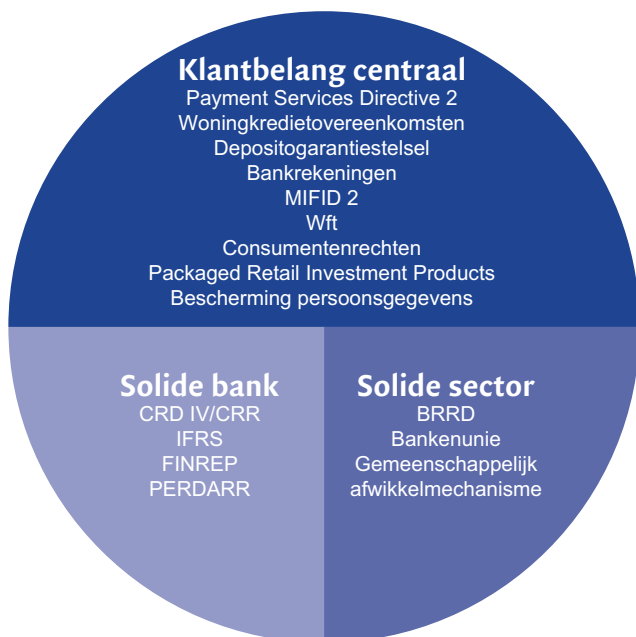 Klantbelang centraal
Payment Services Directive 2
Woningkredietovereenkomsten
Depositogarantiestelsel
Bankrekeningen
MIFID 2
Wft
Consumentenrechten
Packaged Retail Investment Products
Bescherming persoonsgegevens
Solide bank
CRD IV/CRR
IFRS
FINREP
PERDARR
Solide sector
BRRD
Bankenunie
Gemeenschappelijk
afwikkelmechanisme